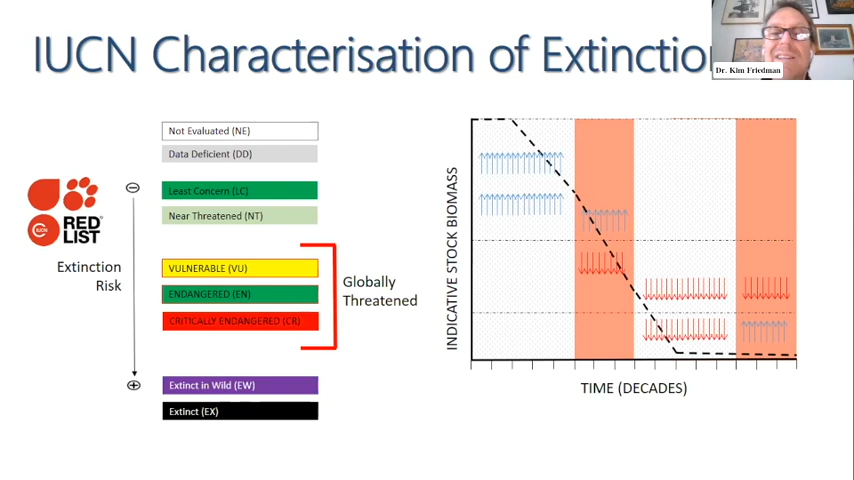 IUCN Characterisation of Extinctio
Dr. Kim Friedman
Not Evaluated (NE)
Data Deficient (DD)
Least Concern (LC)
Near Threatened (NT)
IUCN
RED
LIST
Extinction
Risk
VULNERABLE (VU)
ENDANGERED (EN)
CRITICALLY ENDANGERED (CR)
Globally
Threatened
Extinct in Wild (EW)
Extinct (EX)
INDICATIVE STOCK BIOMASS
TIME (DECADES)